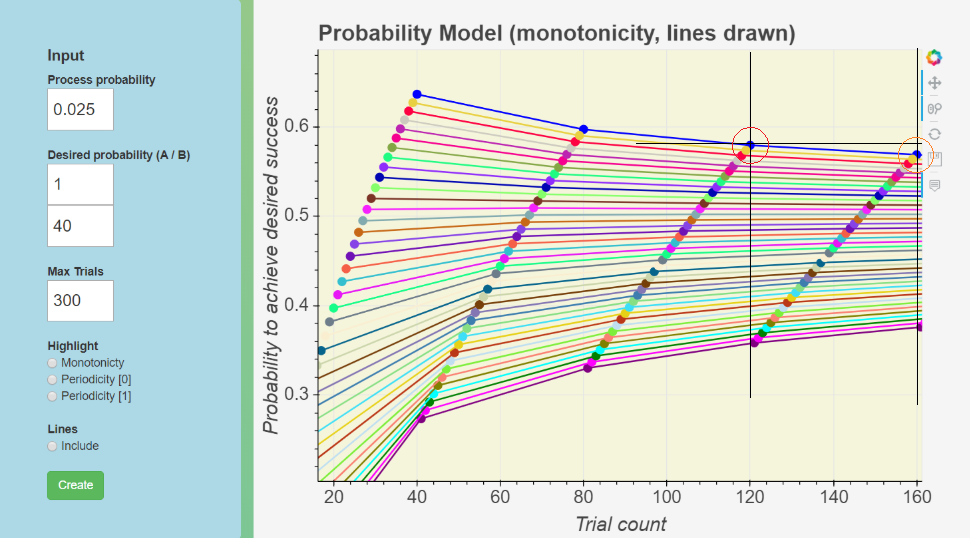 Input
Process probability
0.025
Desired probability (A / B)
1
40
Max Trials
300
Highlight
Monotonicty
Periodicity [0]
Periodicity [1]
Lines
Include
Create
Probability Model (monotonicity, lines drawn)
Probability to achieve desired success
0.6
0.5
0.4
0.3
20 40 60 80 100 120 140 160
Trial count